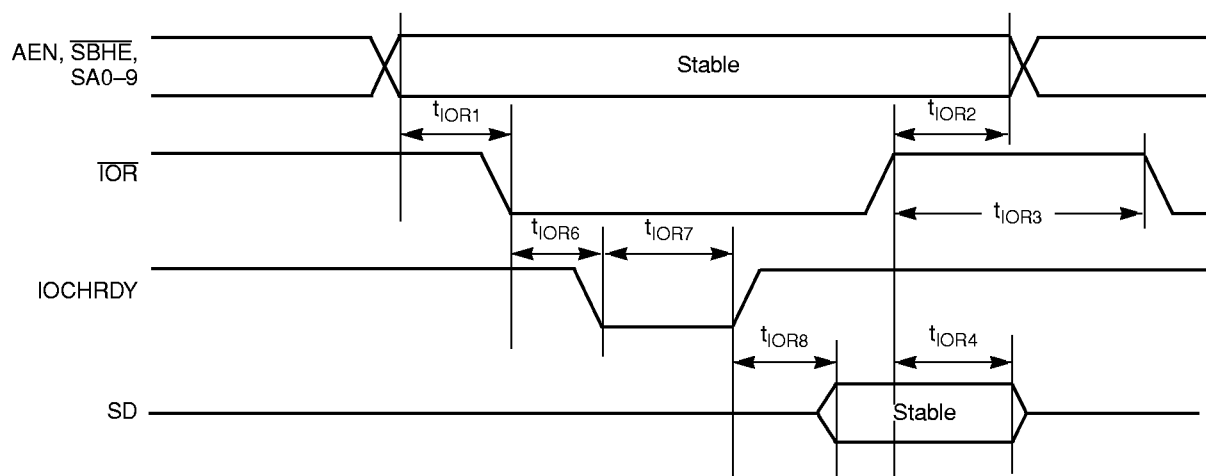 AEN, SBHE,
SA0–9
Stable
tIOR1
tIOR2
IOR
tIOR3
tIOR6
tIOR7
IOCHRDY
tIOR8
tIOR4
SD
Stable